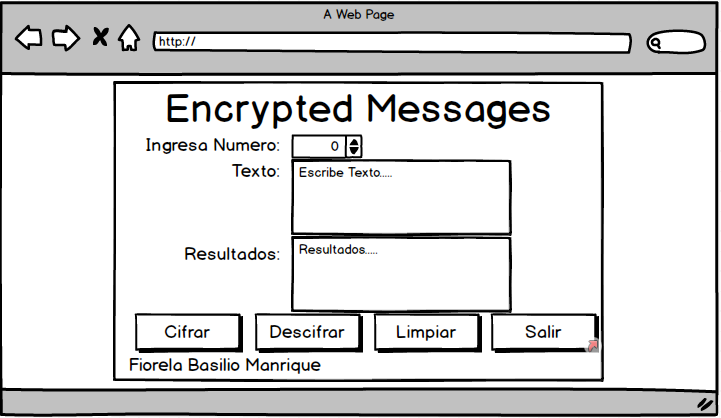 A Web Page
http://
Encrypted Messages
Ingresa Numero: 0
Texto: Escribe Texto.....
Resultados: Resultados.....
Cifrar Descifrar Limpiar Salir
Fiorela Basilio Manrique